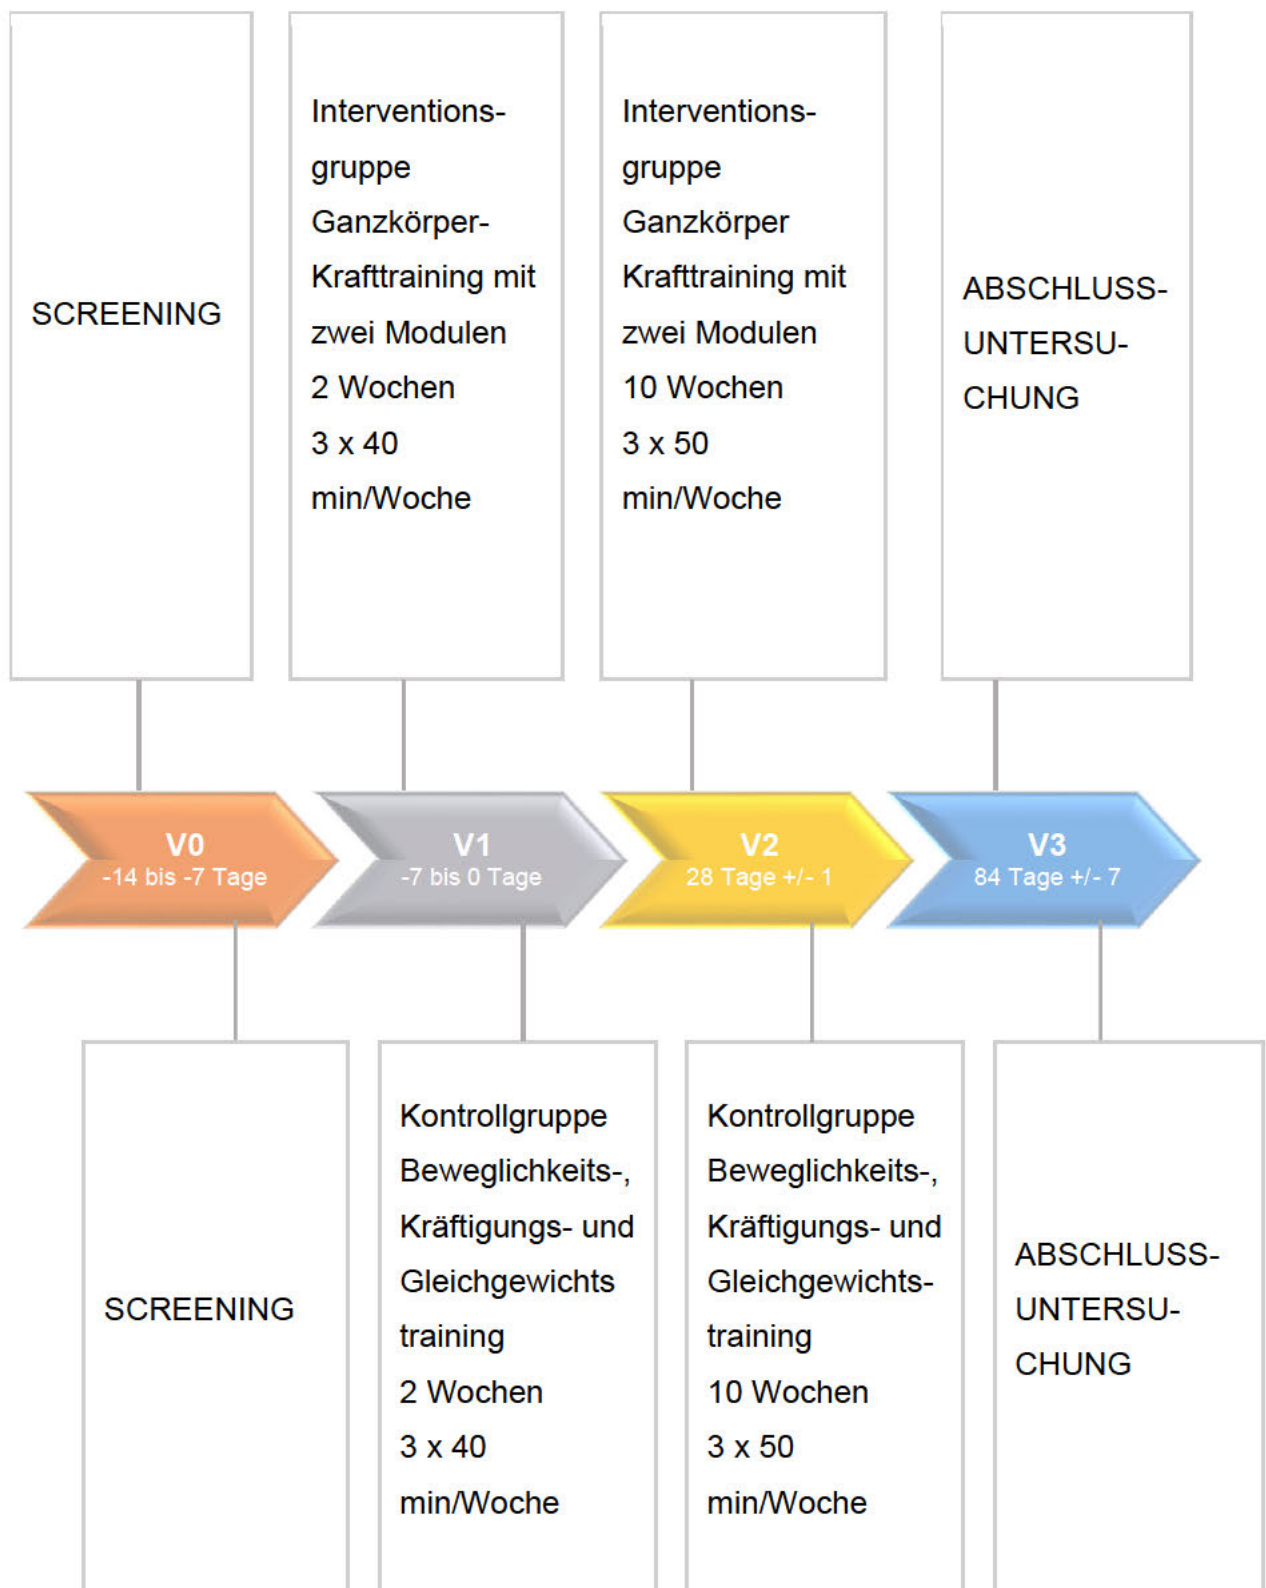 SCREENING
Interventions-
gruppe
Ganzkörper-
Krafttraining mit
zwei Modulen
2 Wochen
3 x 40
min/Woche
Interventions-
gruppe
Ganzkörper
Krafttraining mit
zwei Modulen
10 Wochen
3 x 50
min/Woche
ABSCHLUSS-
UNTERSU-
CHUNG
V0
-14 bis -7 Tage
V1
-7 bis 0 Tage
V2
28 Tage +/- 1
V3
84 Tage +/- 7
SCREENING
Kontrollgruppe
Beweglichkeits-,
Kräftigungs- und
Gleichgewichts
training
2 Wochen
3 x 40
min/Woche
Kontrollgruppe
Beweglichkeits-,
Kräftigungs- und
Gleichgewichts-
training
10 Wochen
3 x 50
min/Woche
ABSCHLUSS-
UNTERSU-
CHUNG